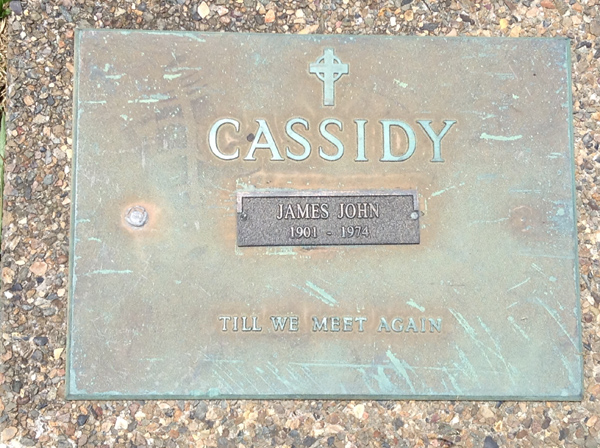 CASSIDY
JAMES JOHN
1901 - 1974
TILL WE MEET AGAIN